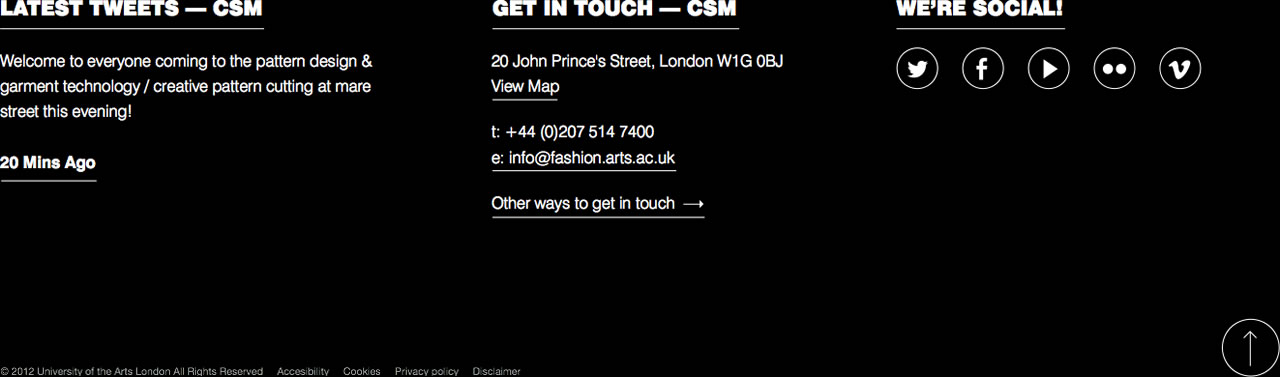 LATEST TWEETS — CSM
Welcome to everyone coming to the pattern design &
garment technology / creative pattern cutting at mare
street this evening!
20 Mins Ago
GET IN TOUCH — CSM
20 John Prince's Street, London W1G 0BJ
View Map
t: +44 (0)207 514 7400
e: info@fashion.arts.ac.uk
Other ways to get in touch →
WE'RE SOCIAL!
© 2012 University of the Arts London All Rights Reserved Accesibility Cookies Privacy policy Disclaimer